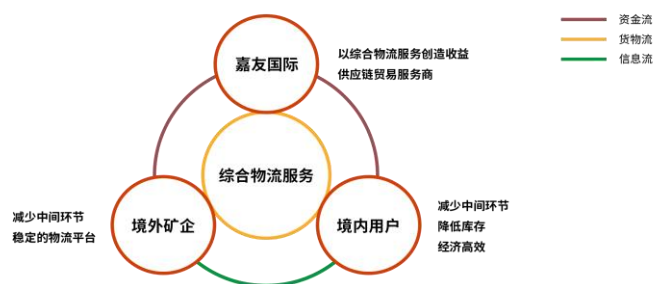 资金流
货物流
信息流
嘉友国际
以综合物流服务创造收益
供应链贸易服务商
综合物流服务
境外矿企
减少中间环节
稳定的物流平台
境内用户
减少中间环节
降低库存
经济高效